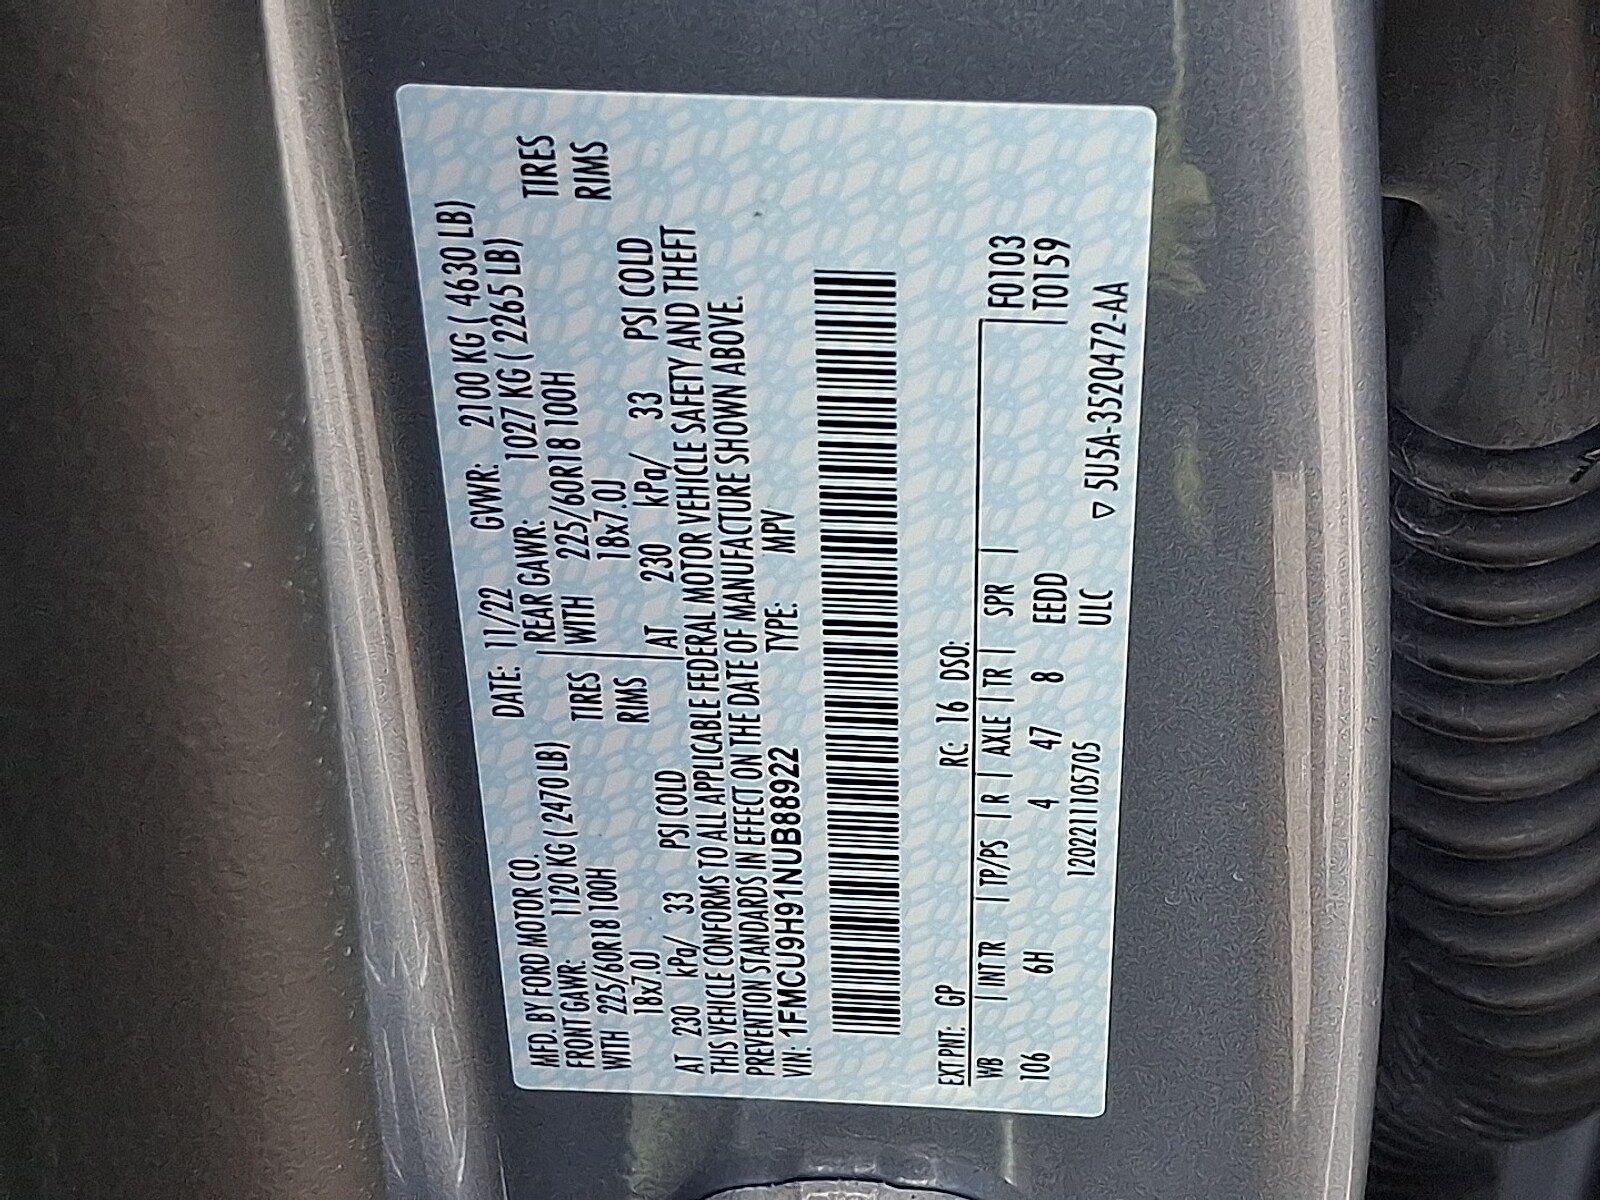 MFD. BY FORD MOTOR CO. DATE: 11/22 GVWR: 2100 KG ( 4630 LB)
FRONT GAWR: 1120 KG ( 2470 LB) REAR GAWR: 1027 KG ( 2265 LB)
WITH 225/60R18 100H TIRES WITH 225/60R18 100H TIRES
18x7.0J RIMS 18x7.0J RIMS
AT 230 kPa/ 33 PSI COLD AT 230 kPa/ 33 PSI COLD
THIS VEHICLE CONFORMS TO ALL APPLICABLE FEDERAL MOTOR VEHICLE SAFETY AND THEFT
PREVENTION STANDARDS IN EFFECT ON THE DATE OF MANUFACTURE SHOWN ABOVE.
VIN: 1FMCU9H91NUB88922 TYPE: MPV
EXT PNT: GP RC: 16 DSO:
WB | INT TR | TP/PS | R | AXLE | TR | SPR | F0103
106 6H 4 47 8 EEDD T0159
120221105705 ULC
▽ 5U5A-3520472-AA